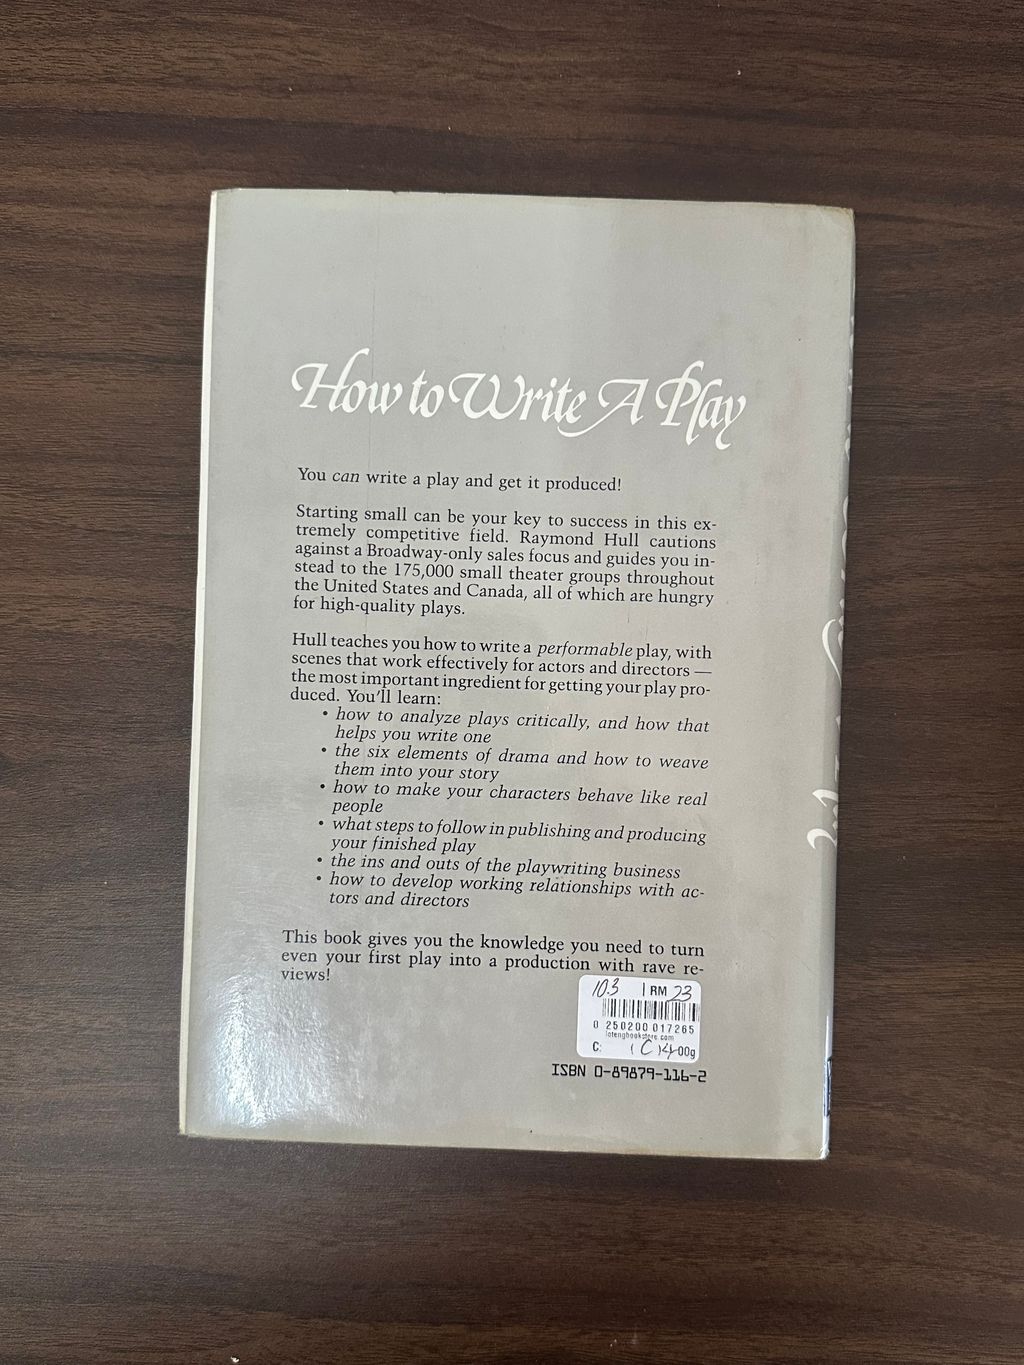 How to Write A Play
You can write a play and get it produced!
Starting small can be your key to success in this ex-
tremely competitive field. Raymond Hull cautions
against a Broadway-only sales focus and guides you in-
stead to the 175,000 small theater groups throughout
the United States and Canada, all of which are hungry
for high-quality plays.
Hull teaches you how to write a performable play, with
scenes that work effectively for actors and directors —
the most important ingredient for getting your play pro-
duced. You'll learn:
• how to analyze plays critically, and how that
helps you write one
• the six elements of drama and how to weave
them into your story
• how to make your characters behave like real
people
• what steps to follow in publishing and producing
your finished play
• the ins and outs of the playwriting business
• how to develop working relationships with ac-
tors and directors
This book gives you the knowledge you need to turn
even your first play into a production with rave re-
views!
10.3 RM 23
0 250200 017265
C: 00g
ISBN 0-89879-116-2